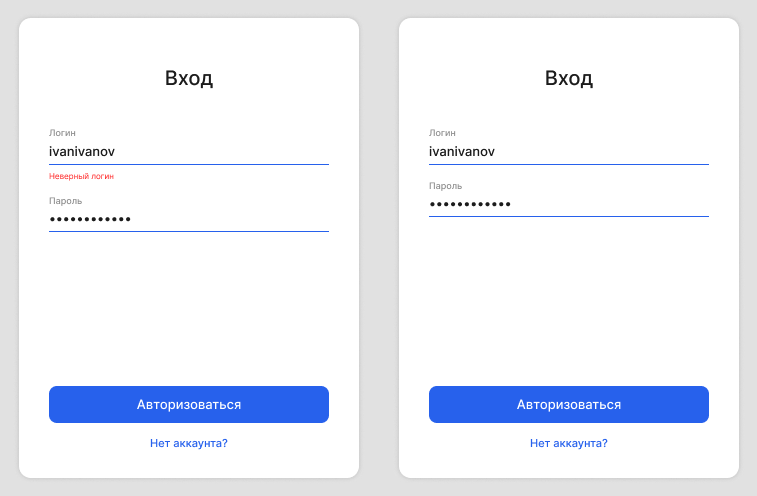 Вход
Логин
ivanivanov
Неверный логин
Пароль
••••••••••••
Авторизоваться
Нет аккаунта?
Вход
Логин
ivanivanov
Пароль
••••••••••••
Авторизоваться
Нет аккаунта?